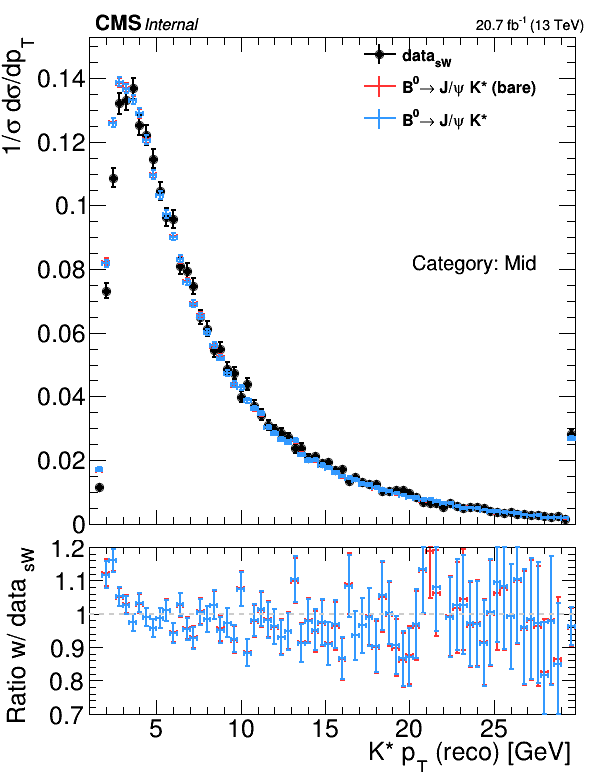 CMS Internal 20.7 fb⁻¹ (13 TeV)
1/σ dσ/dp_T
data_sW
B⁰→ J/ψ K* (bare)
B⁰→ J/ψ K*
Category: Mid
0.14
0.12
0.1
0.08
0.06
0.04
0.02
0
Ratio w/ data _sW
1.2
1.1
1
0.9
0.8
0.7
5 10 15 20 25
K* p_T (reco) [GeV]